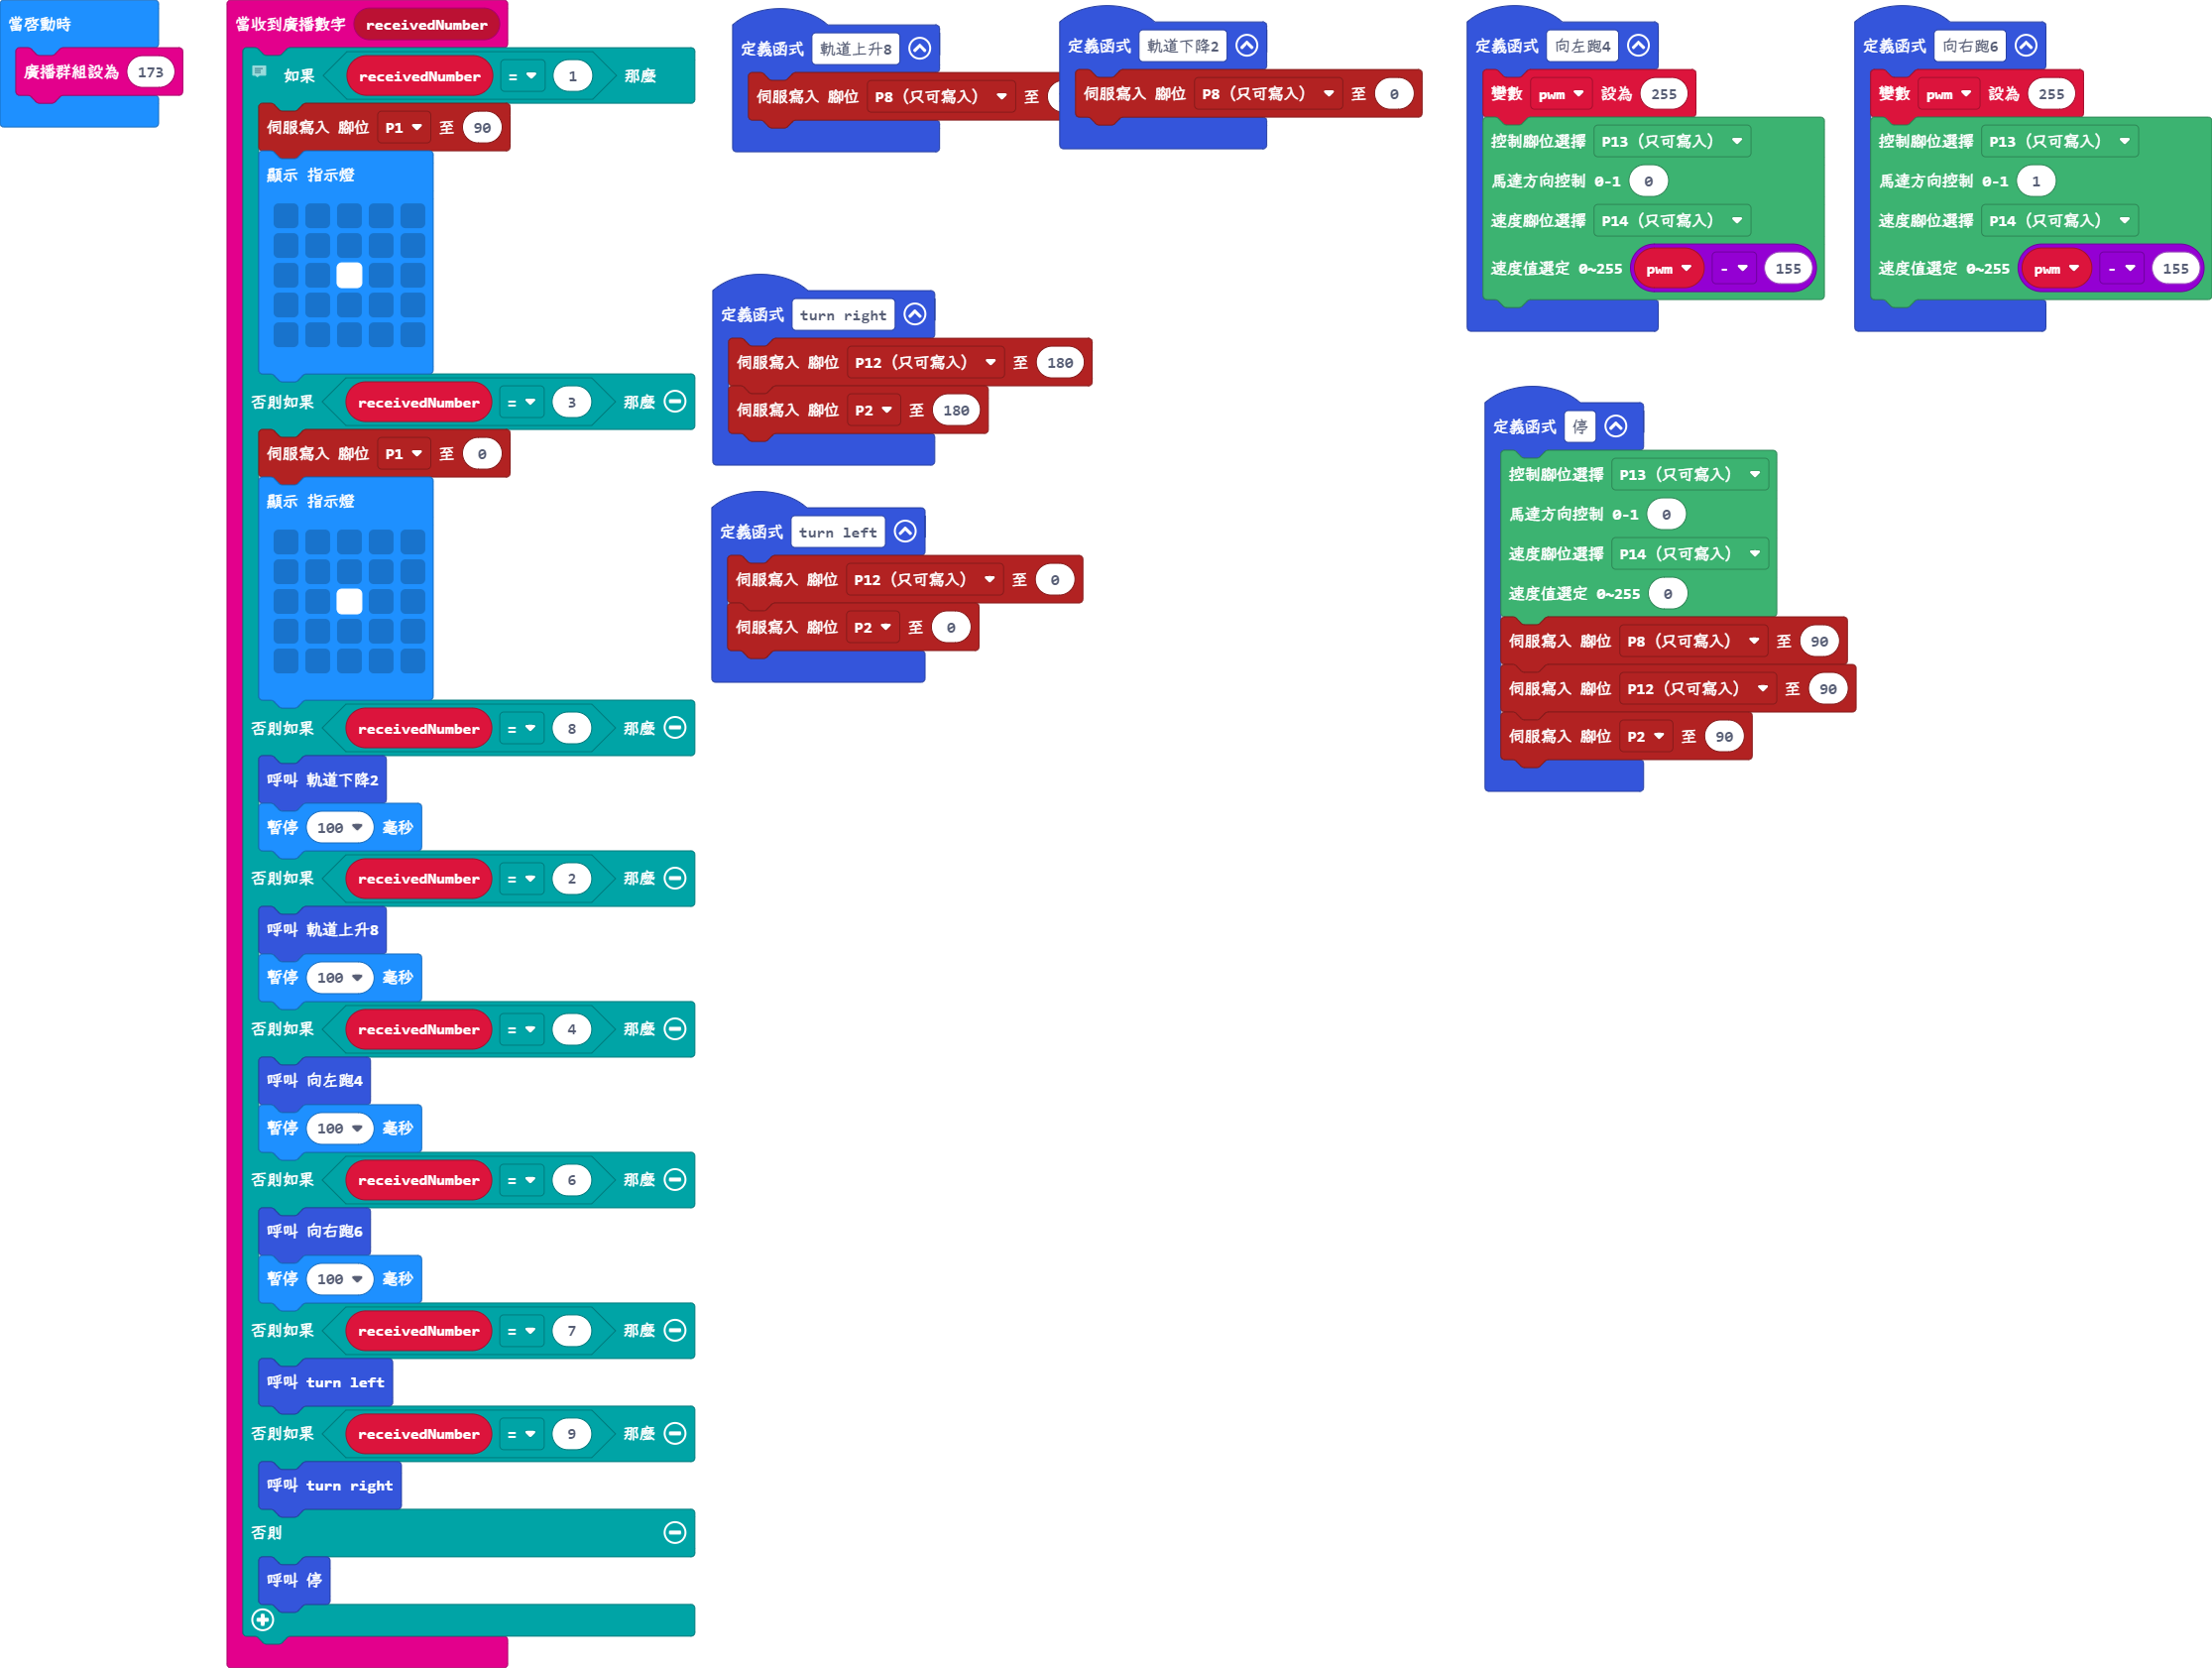 當啓動時
廣播群組設為 173
當收到廣播數字 receivedNumber
如果 receivedNumber = 1 那麼
伺服寫入 腳位 P1 至 90
顯示 指示燈
否則如果 receivedNumber = 3 那麼
伺服寫入 腳位 P1 至 0
顯示 指示燈
否則如果 receivedNumber = 8 那麼
呼叫 軌道下降2
暫停 100 毫秒
否則如果 receivedNumber = 2 那麼
呼叫 軌道上升8
暫停 100 毫秒
否則如果 receivedNumber = 4 那麼
呼叫 向左跑4
暫停 100 毫秒
否則如果 receivedNumber = 6 那麼
呼叫 向右跑6
暫停 100 毫秒
否則如果 receivedNumber = 7 那麼
呼叫 turn left
否則如果 receivedNumber = 9 那麼
呼叫 turn right
否則
呼叫 停
定義函式 軌道上升8
伺服寫入 腳位 P8 (只可寫入) 至
定義函式 軌道下降2
伺服寫入 腳位 P8 (只可寫入) 至 0
定義函式 turn right
伺服寫入 腳位 P12 (只可寫入) 至 180
伺服寫入 腳位 P2 至 180
定義函式 turn left
伺服寫入 腳位 P12 (只可寫入) 至 0
伺服寫入 腳位 P2 至 0
定義函式 向左跑4
變數 pwm 設為 255
控制腳位選擇 P13 (只可寫入)
馬達方向控制 0-1 0
速度腳位選擇 P14 (只可寫入)
速度值選定 0~255 pwm - 155
定義函式 向右跑6
變數 pwm 設為 255
控制腳位選擇 P13 (只可寫入)
馬達方向控制 0-1 1
速度腳位選擇 P14 (只可寫入)
速度值選定 0~255 pwm - 155
定義函式 停
控制腳位選擇 P13 (只可寫入)
馬達方向控制 0-1 0
速度腳位選擇 P14 (只可寫入)
速度值選定 0~255 0
伺服寫入 腳位 P8 (只可寫入) 至 90
伺服寫入 腳位 P12 (只可寫入) 至 90
伺服寫入 腳位 P2 至 90